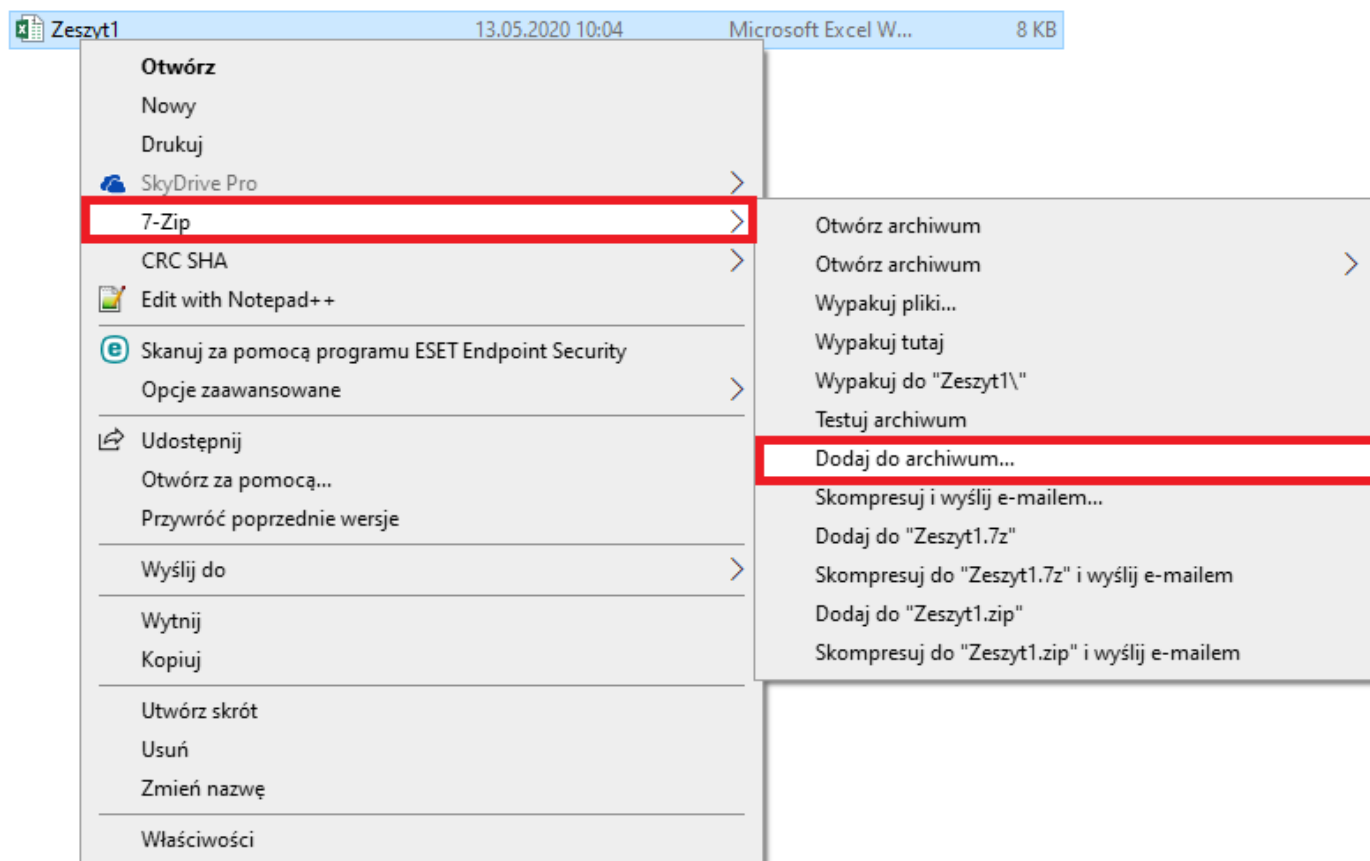 Zeszyt1 13.05.2020 10:04 Microsoft Excel W... 8 KB
Otwórz
Nowy
Drukuj
SkyDrive Pro
7-Zip
CRC SHA
Edit with Notepad++
Skanuj za pomocą programu ESET Endpoint Security
Opcje zaawansowane
Udostępnij
Otwórz za pomocą...
Przywróć poprzednie wersje
Wyślij do
Wytnij
Kopiuj
Utwórz skrót
Usuń
Zmień nazwę
Właściwości
Otwórz archiwum
Otwórz archiwum
Wypakuj pliki...
Wypakuj tutaj
Wypakuj do "Zeszyt1\"
Testuj archiwum
Dodaj do archiwum...
Skompresuj i wyślij e-mailem...
Dodaj do "Zeszyt1.7z"
Skompresuj do "Zeszyt1.7z" i wyślij e-mailem
Dodaj do "Zeszyt1.zip"
Skompresuj do "Zeszyt1.zip" i wyślij e-mailem